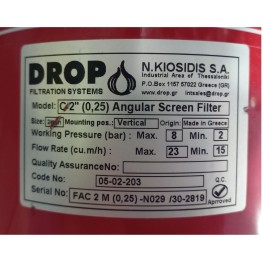 DROP
FILTRATION SYSTEMS
N.KIOSIDIS S.A.
Industrial Area of Thessaloniki
P.O.Box 1167 57022 Greece (GR)
www.drop.gr intsales@drop.gr
Model: 2" (0,25) Angular Screen Filter
Size: Mounting pos.: Vertical Origin: Made in Greece
Working Pressure (bar): Max. 8 Min. 2
Flow Rate (cu.m/h): Max. 23 Min. 15
Quality AssuranceNo:
Code No: 05-02-203 Q.C.
Serial No: FAC 2 M (0,25) -N029 /30-2819 Approved